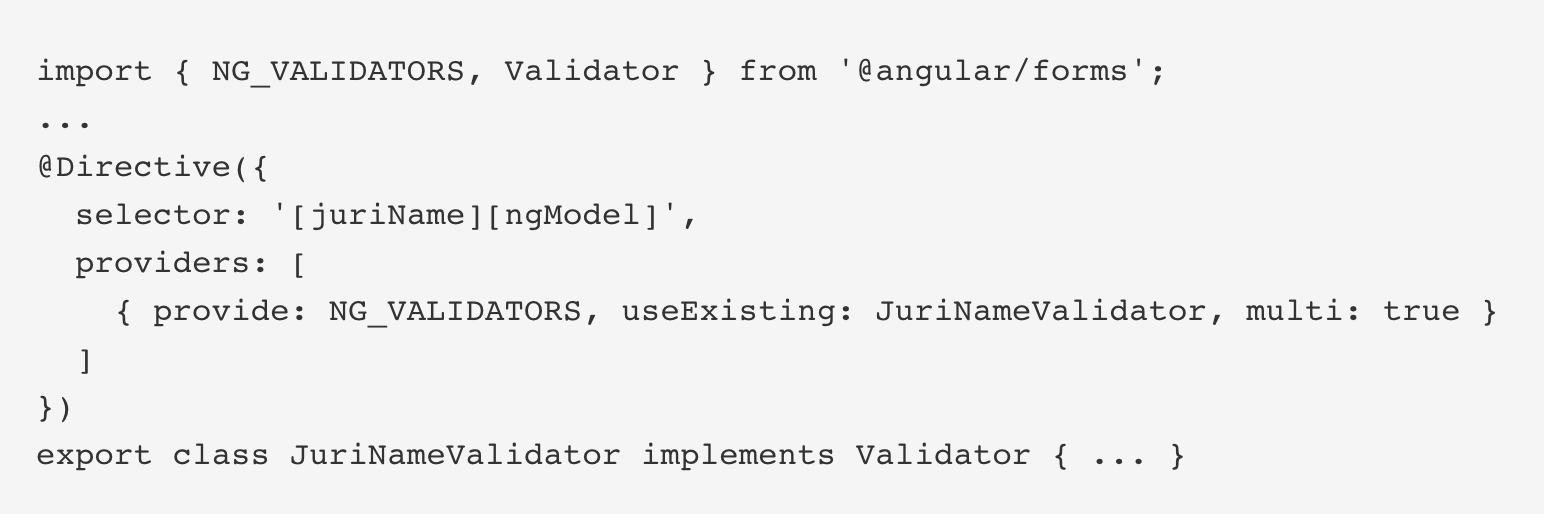 import { NG_VALIDATORS, Validator } from '@angular/forms';
...
@Directive({
  selector: '[juriName][ngModel]',
  providers: [
    { provide: NG_VALIDATORS, useExisting: JuriNameValidator, multi: true }
  ]
})
export class JuriNameValidator implements Validator { ... }